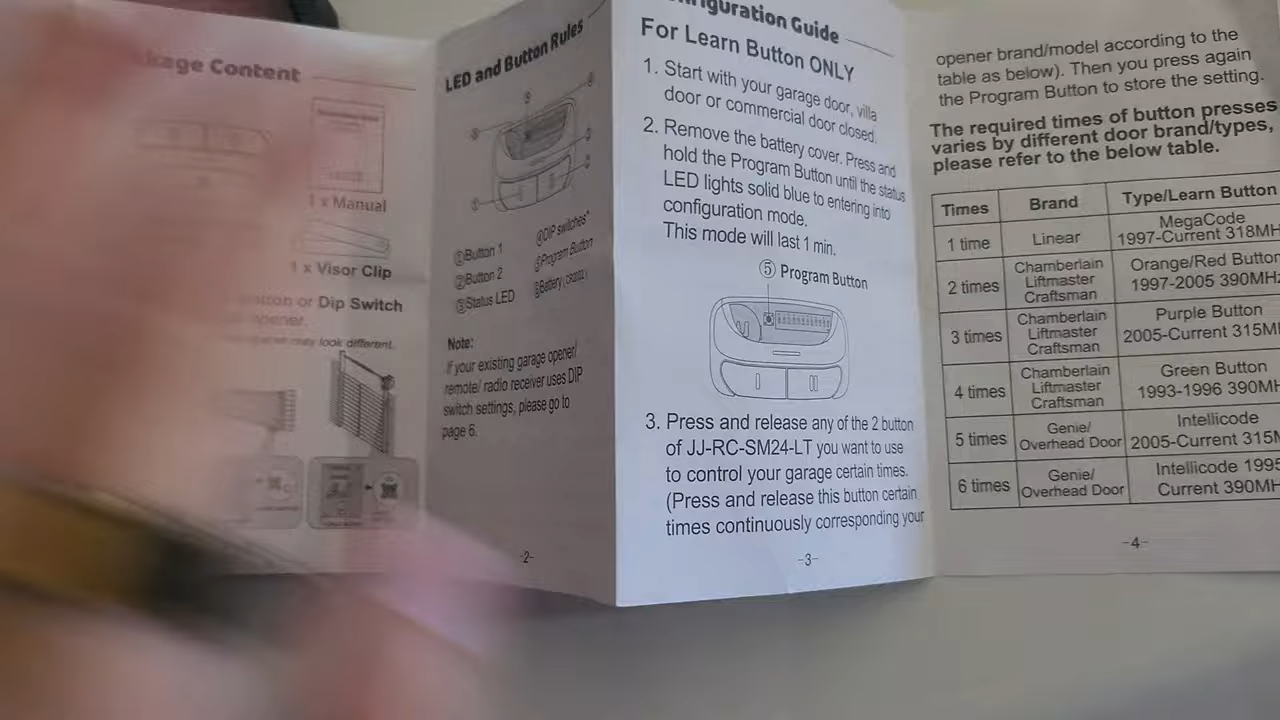 kage Content
1 x Manual
1 x Visor Clip
or Dip Switch
may look different.
LED and Button Rules
①Button 1
②Button 2
③Status LED
④DIP switches*
⑤Program Button
Note:
If your existing garage opener/
remote/ radio receiver uses DIP
switch settings, please go to
page 6.
-2-
nfiguration Guide
For Learn Button ONLY
1. Start with your garage door, villa
door or commercial door closed.
2. Remove the battery cover. Press and
hold the Program Button until the status
LED lights solid blue to entering into
configuration mode.
This mode will last 1 min.
⑤ Program Button
3. Press and release any of the 2 button
of JJ-RC-SM24-LT you want to use
to control your garage certain times.
(Press and release this button certain
times continuously corresponding your
-3-
opener brand/model according to the
table as below). Then you press again
the Program Button to store the setting.
The required times of button presses
varies by different door brand/types,
please refer to the below table.
Times Brand Type/Learn Button
1 time Linear MegaCode
1997-Current 318MH
2 times Chamberlain Liftmaster Craftsman Orange/Red Button
1997-2005 390MHz
3 times Chamberlain Liftmaster Craftsman Purple Button
2005-Current 315M
4 times Chamberlain Liftmaster Craftsman Green Button
1993-1996 390MH
5 times Genie/ Overhead Door Intellicode
2005-Current 315M
6 times Genie/ Overhead Door Intellicode 1995
Current 390MH
-4-